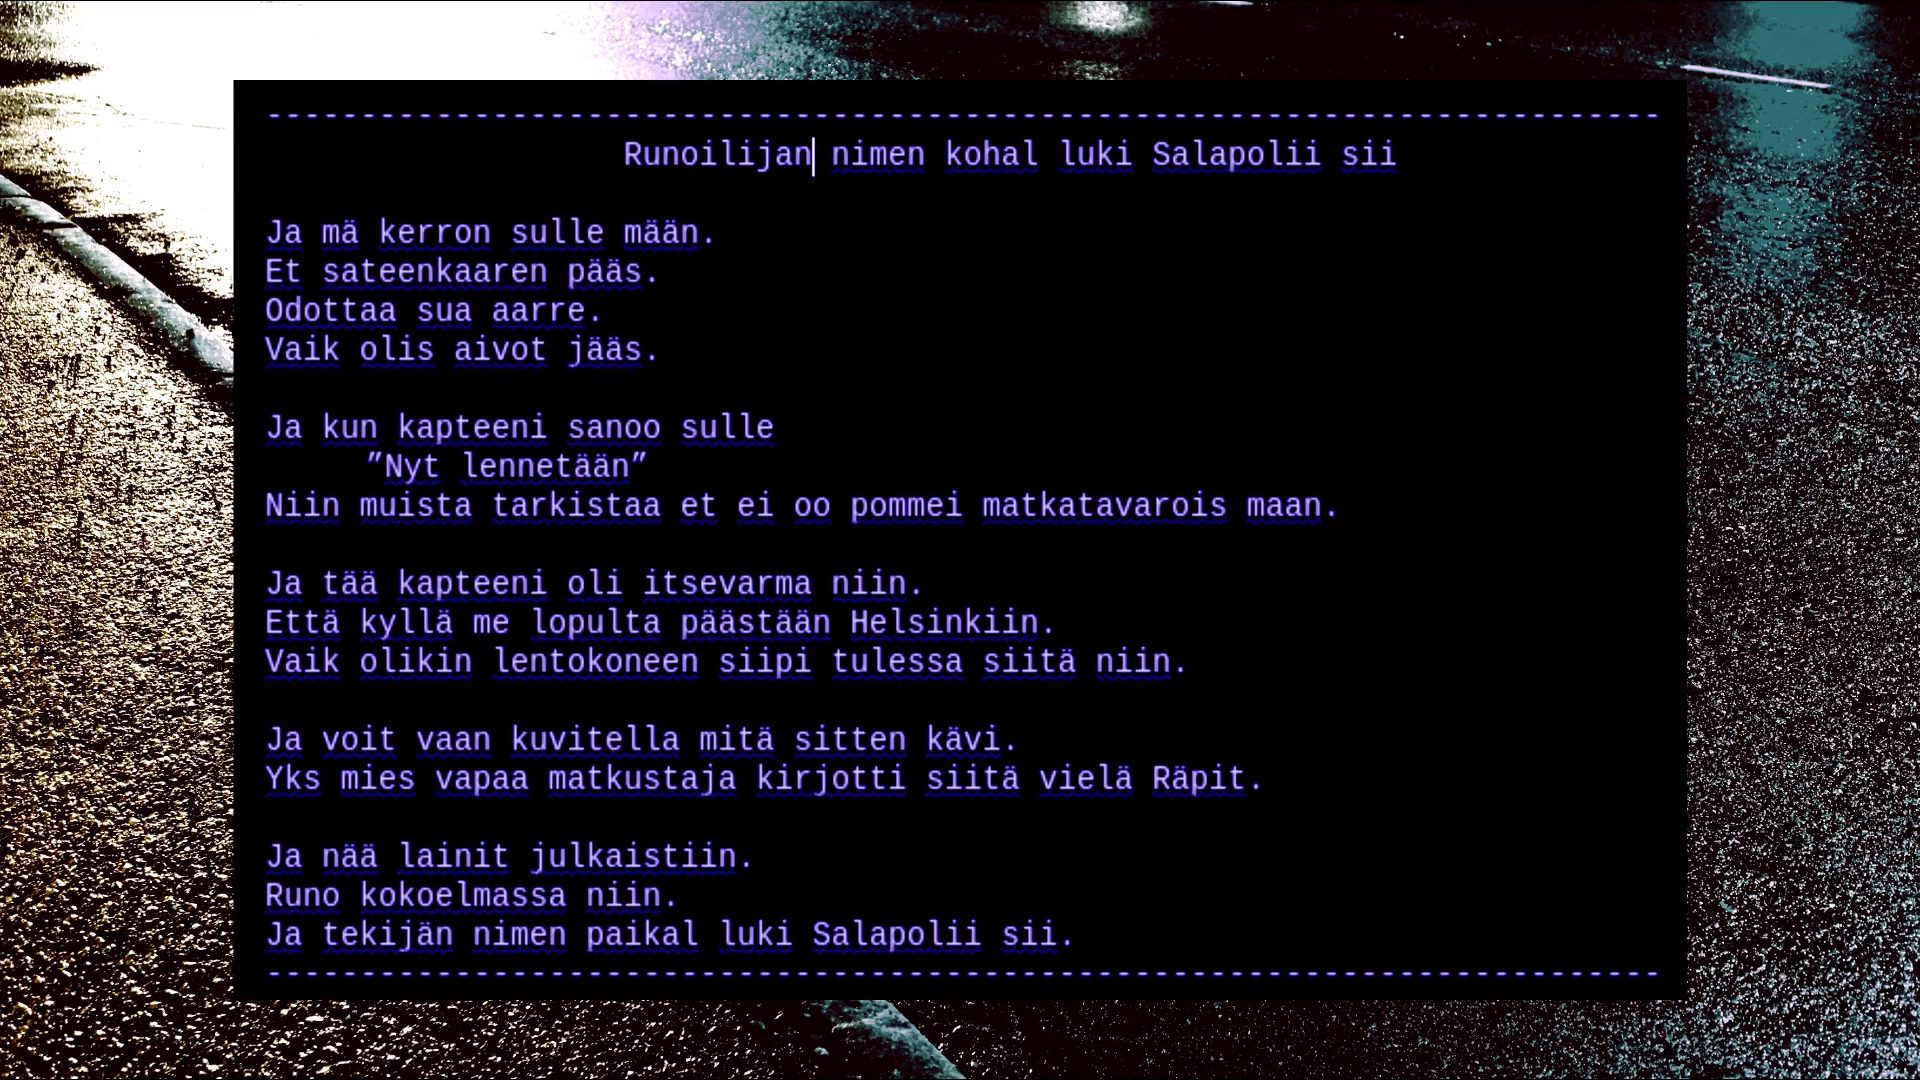 --------------------------------------------------------------------------
Runoilijan nimen kohal luki Salapolii sii
Ja mä kerron sulle mään.
Et sateenkaaren pääs.
Odottaa sua aarre.
Vaik olis aivot jääs.
Ja kun kapteeni sanoo sulle
”Nyt lennetään”
Niin muista tarkistaa et ei oo pommei matkatavarois maan.
Ja tää kapteeni oli itsevarma niin.
Että kyllä me lopulta päästään Helsinkiin.
Vaik olikin lentokoneen siipi tulessa siitä niin.
Ja voit vaan kuvitella mitä sitten kävi.
Yks mies vapaa matkustaja kirjotti siitä vielä Räpit.
Ja nää lainit julkaistiin.
Runo kokoelmassa niin.
Ja tekijän nimen paikal luki Salapolii sii.
--------------------------------------------------------------------------